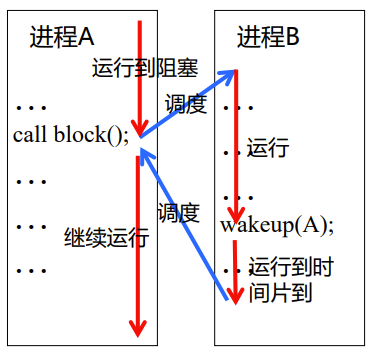 进程A
运行到阻塞
...
call block();
...
...
继续运行
...
调度
调度
进程B
...
..运行
...
wakeup(A);
...运行到时
间片到